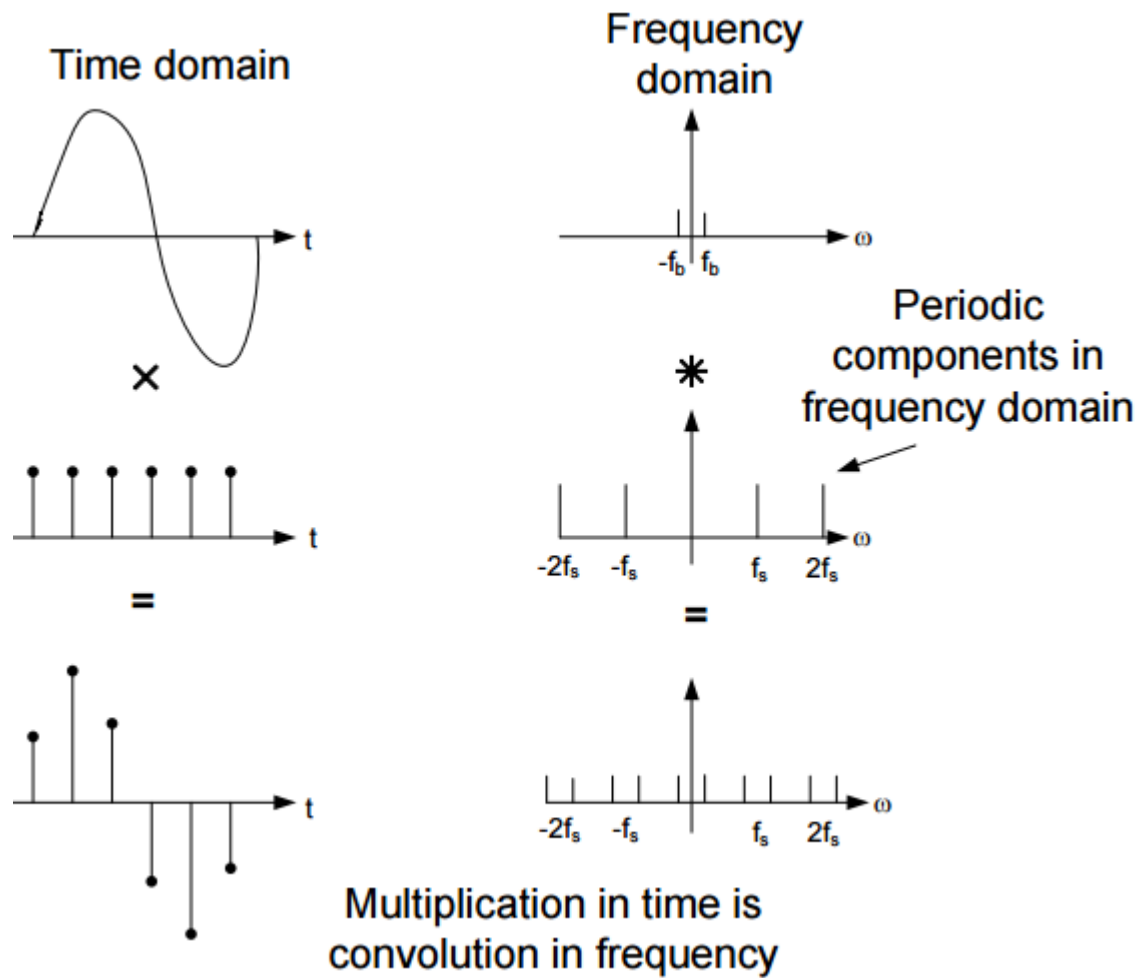 Time domain
Frequency
domain
t
-f_b f_b
ω
×
*
Periodic
components in
frequency domain
t
-2f_s -f_s f_s 2f_s
ω
=
=
t
-2f_s -f_s f_s 2f_s
ω
Multiplication in time is
convolution in frequency